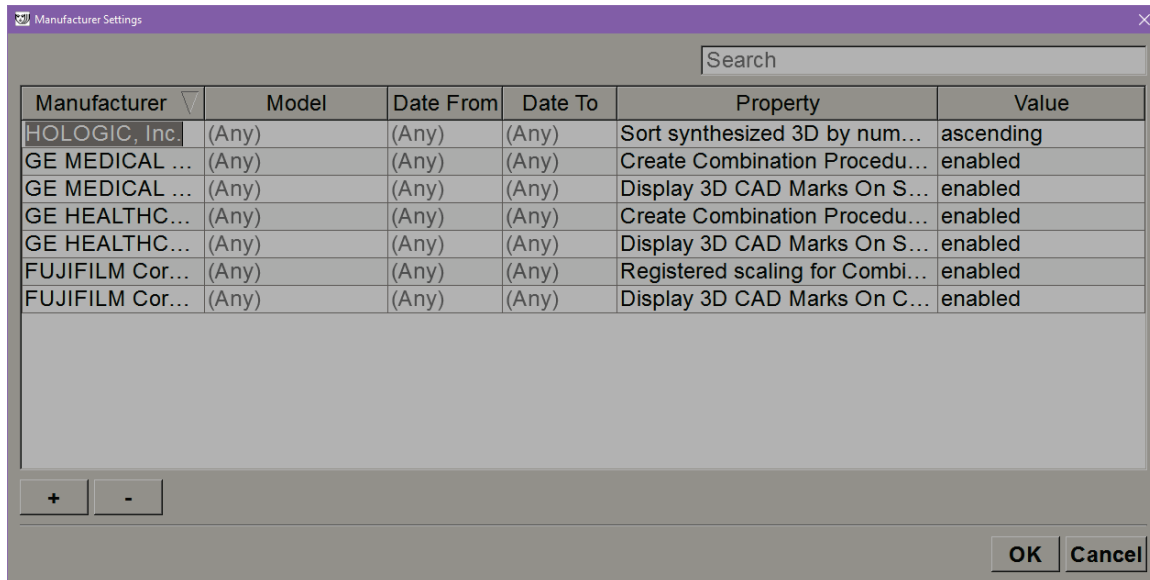 Manufacturer Settings
Search
Manufacturer Model Date From Date To Property Value
HOLOGIC, Inc. (Any) (Any) (Any) Sort synthesized 3D by num... ascending
GE MEDICAL ... (Any) (Any) (Any) Create Combination Procedu... enabled
GE MEDICAL ... (Any) (Any) (Any) Display 3D CAD Marks On S... enabled
GE HEALTHC... (Any) (Any) (Any) Create Combination Procedu... enabled
GE HEALTHC... (Any) (Any) (Any) Display 3D CAD Marks On S... enabled
FUJIFILM Cor... (Any) (Any) (Any) Registered scaling for Combi... enabled
FUJIFILM Cor... (Any) (Any) (Any) Display 3D CAD Marks On C... enabled
+ -
OK Cancel